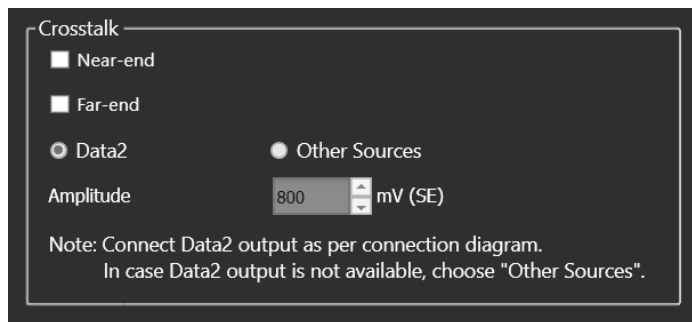 Crosstalk
Near-end
Far-end
Data2 Other Sources
Amplitude 800 mV (SE)
Note: Connect Data2 output as per connection diagram.
In case Data2 output is not available, choose "Other Sources".